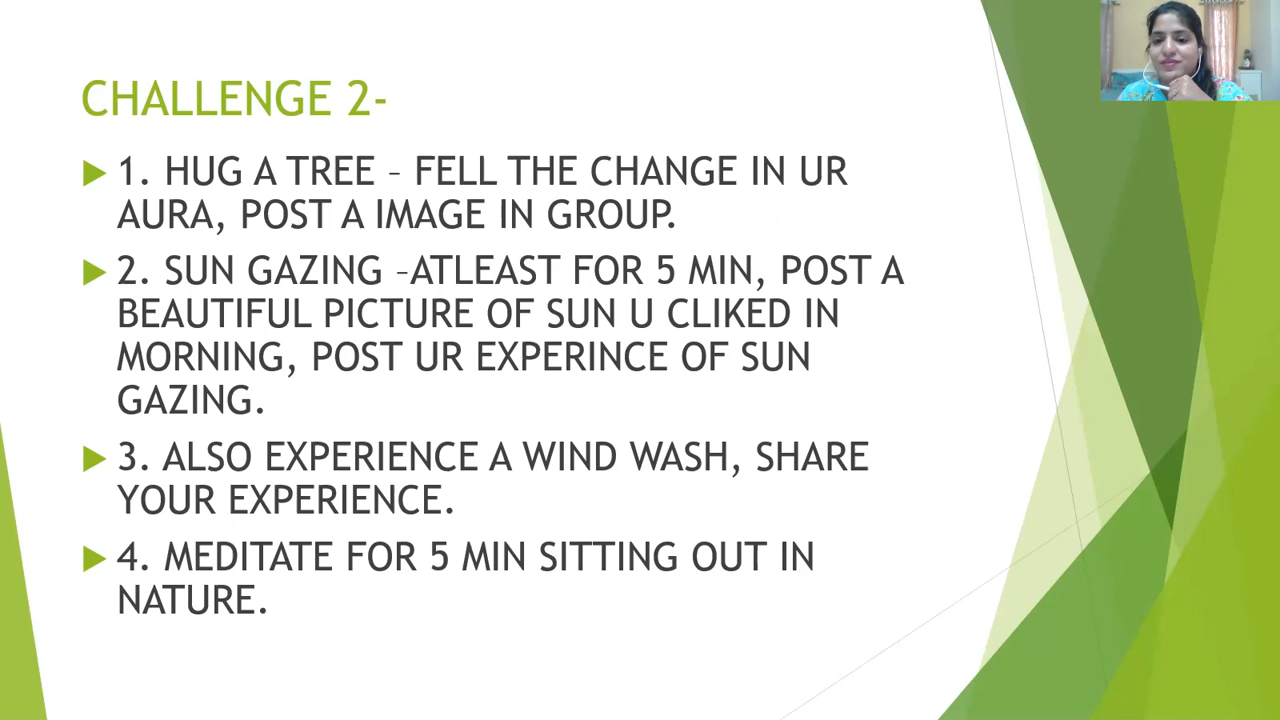 CHALLENGE 2-
1. HUG A TREE – FELL THE CHANGE IN UR
AURA, POST A IMAGE IN GROUP.
2. SUN GAZING –ATLEAST FOR 5 MIN, POST A
BEAUTIFUL PICTURE OF SUN U CLIKED IN
MORNING, POST UR EXPERINCE OF SUN
GAZING.
3. ALSO EXPERIENCE A WIND WASH, SHARE
YOUR EXPERIENCE.
4. MEDITATE FOR 5 MIN SITTING OUT IN
NATURE.